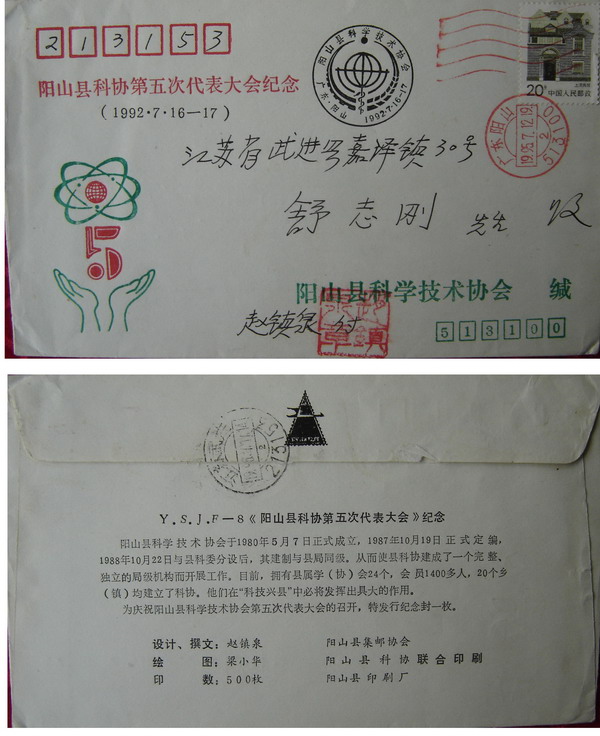 213153
阳山县科协第五次代表大会纪念
(1992·7·16—17)
阳山县科学技术协会
广东·阳山
1992·7·16-17
20分
中国人民邮政
广东阳山
513100
江苏省武进县嘉泽镇30号
舒志刚 先生 收
5
阳山县科学技术协会 缄
赵镇泉 付
513100
213153
Y.S.J.F—8《阳山县科协第五次代表大会》纪念
阳山县科学技术协会于1980年5月7日正式成立,1987年10月19日正式定编,
1988年10月22日与县科委分设后,其建制与县局同级。从而使县科协建成了一个完整、
独立的局级机构而开展工作。目前,拥有县属学(协)会24个,会员1400多人,20个乡
(镇)均建立了科协。他们在“科技兴县”中必将发挥出具大的作用。
为庆祝阳山县科学技术协会第五次代表大会的召开,特发行纪念封一枚。
设计、撰文:赵镇泉 阳山县集邮协会
绘 图:梁小华 阳山县科协 联合印刷
印 数:500枚 阳山县印刷厂